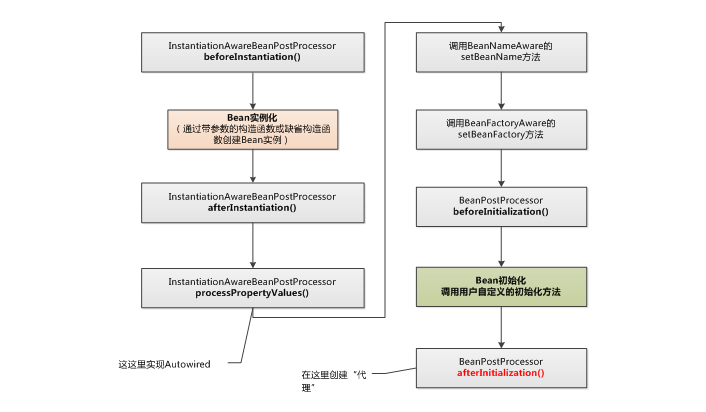 InstantiationAwareBeanPostProcessor
beforeInstantiation()
Bean实例化
（通过带参数的构造函数或缺省构造函
数创建Bean实例）
InstantiationAwareBeanPostProcessor
afterInstantiation()
InstantiationAwareBeanPostProcessor
processPropertyValues()
这这里实现Autowired
调用BeanNameAware的
setBeanName方法
调用BeanFactoryAware的
setBeanFactory方法
BeanPostProcessor
beforeInitialization()
Bean初始化
调用用户自定义的初始化方法
BeanPostProcessor
afterInitialization()
在这里创建“代
理”